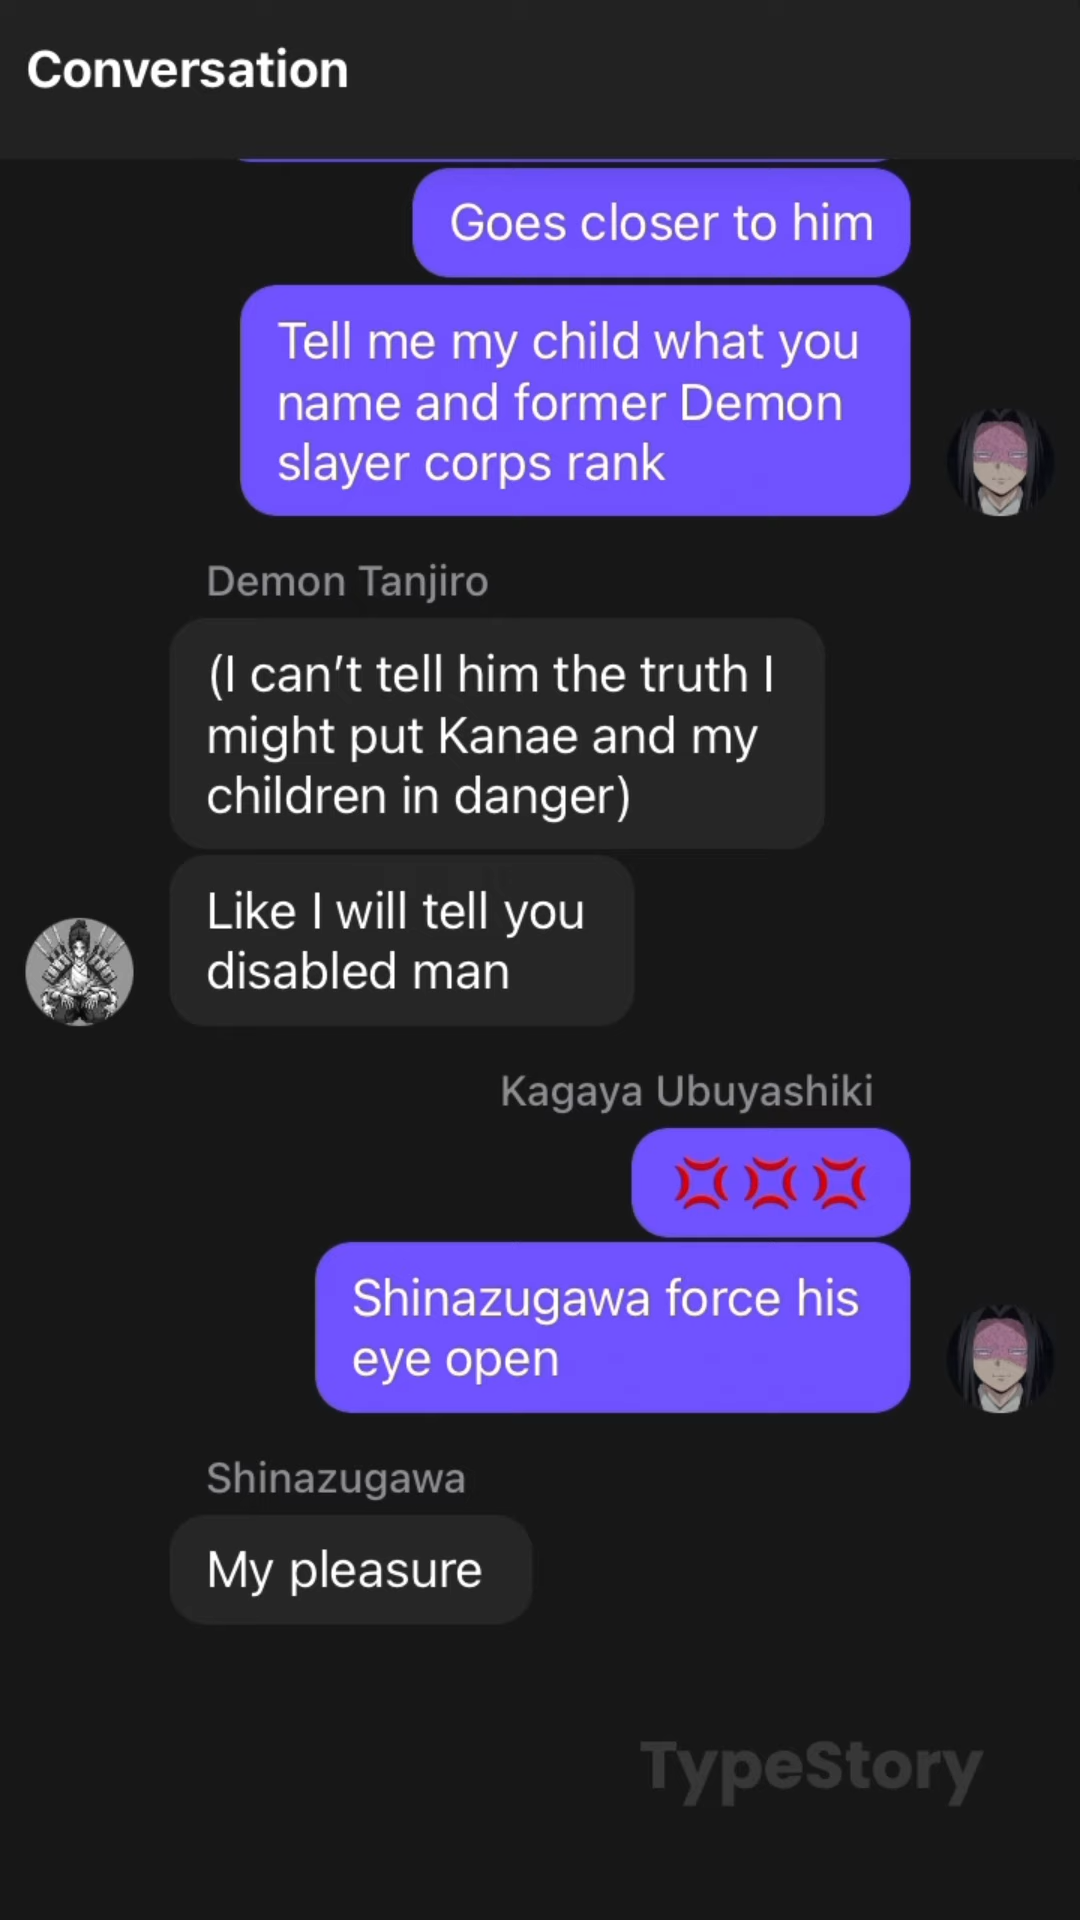 Conversation
Goes closer to him
Tell me my child what you
name and former Demon
slayer corps rank
Demon Tanjiro
(I can't tell him the truth I
might put Kanae and my
children in danger)
Like I will tell you
disabled man
Kagaya Ubuyashiki
💢💢💢
Shinazugawa force his
eye open
Shinazugawa
My pleasure
TypeStory